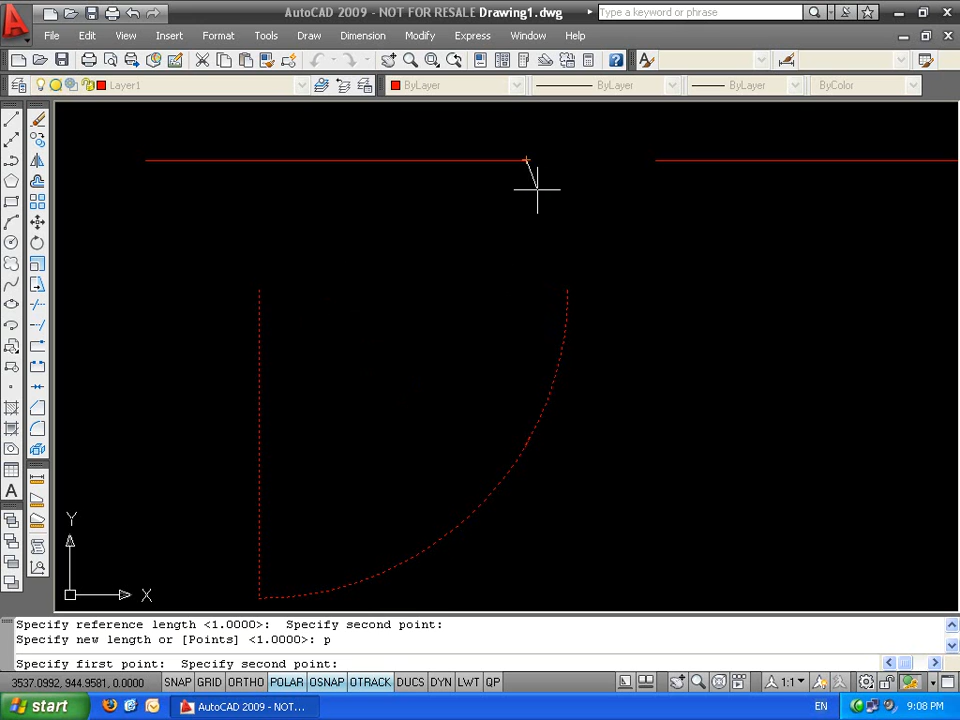 AutoCAD 2009 - NOT FOR RESALE Drawing1.dwg
Type a keyword or phrase
File Edit View Insert Format Tools Draw Dimension Modify Express Window Help
Layer1 ByLayer ByLayer ByLayer ByColor
A
Y
X
Specify reference length <1.0000>:  Specify second point:
Specify new length or [Points] <1.0000>: p
Specify first point:  Specify second point:
3537.0992, 944.9581, 0.0000 SNAP GRID ORTHO POLAR OSNAP OTRACK DUCS DYN LWT QP 1:1
start AutoCAD 2009 - NOT... EN 9:08 PM